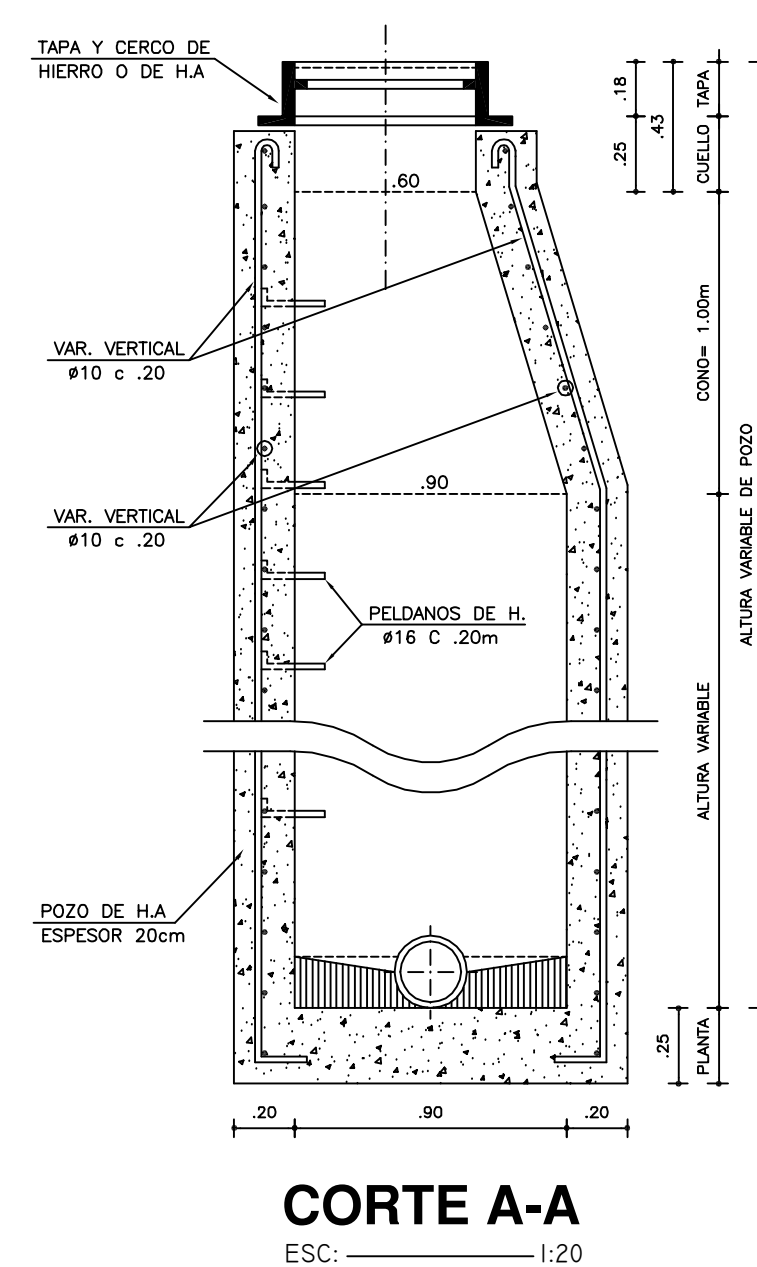 TAPA Y CERCO DE
HIERRO O DE H.A
.18
.25
.43
TAPA
CUELLO
.60
VAR. VERTICAL
ø10 c .20
CONO= 1.00m
.90
VAR. VERTICAL
ø10 c .20
ALTURA VARIABLE DE POZO
PELDANOS DE H.
ø16 C .20m
ALTURA VARIABLE
POZO DE H.A
ESPESOR 20cm
.25
PLANTA
.20
.90
.20
CORTE A-A
ESC: 1:20